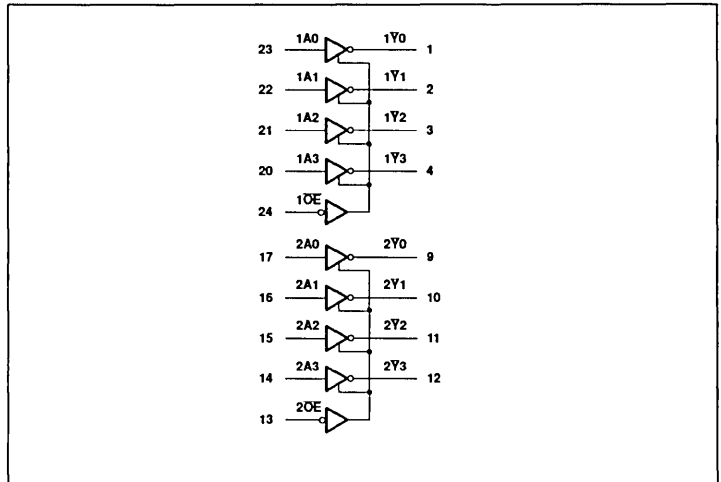 23 1A0 1Y̅0 1
22 1A1 1Y̅1 2
21 1A2 1Y̅2 3
20 1A3 1Y̅3 4
24 1O̅E̅
17 2A0 2Y̅0 9
16 2A1 2Y̅1 10
15 2A2 2Y̅2 11
14 2A3 2Y̅3 12
13 2O̅E̅